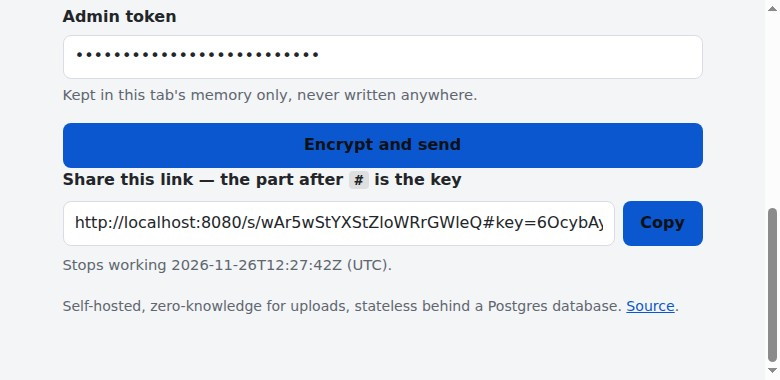 Admin token
••••••••••••••••••••••••••
Kept in this tab's memory only, never written anywhere.
Encrypt and send
Share this link — the part after # is the key
http://localhost:8080/s/wAr5wStYXStZloWRrGWleQ#key=6OcybAy
Copy
Stops working 2026-11-26T12:27:42Z (UTC).
Self-hosted, zero-knowledge for uploads, stateless behind a Postgres database. Source.